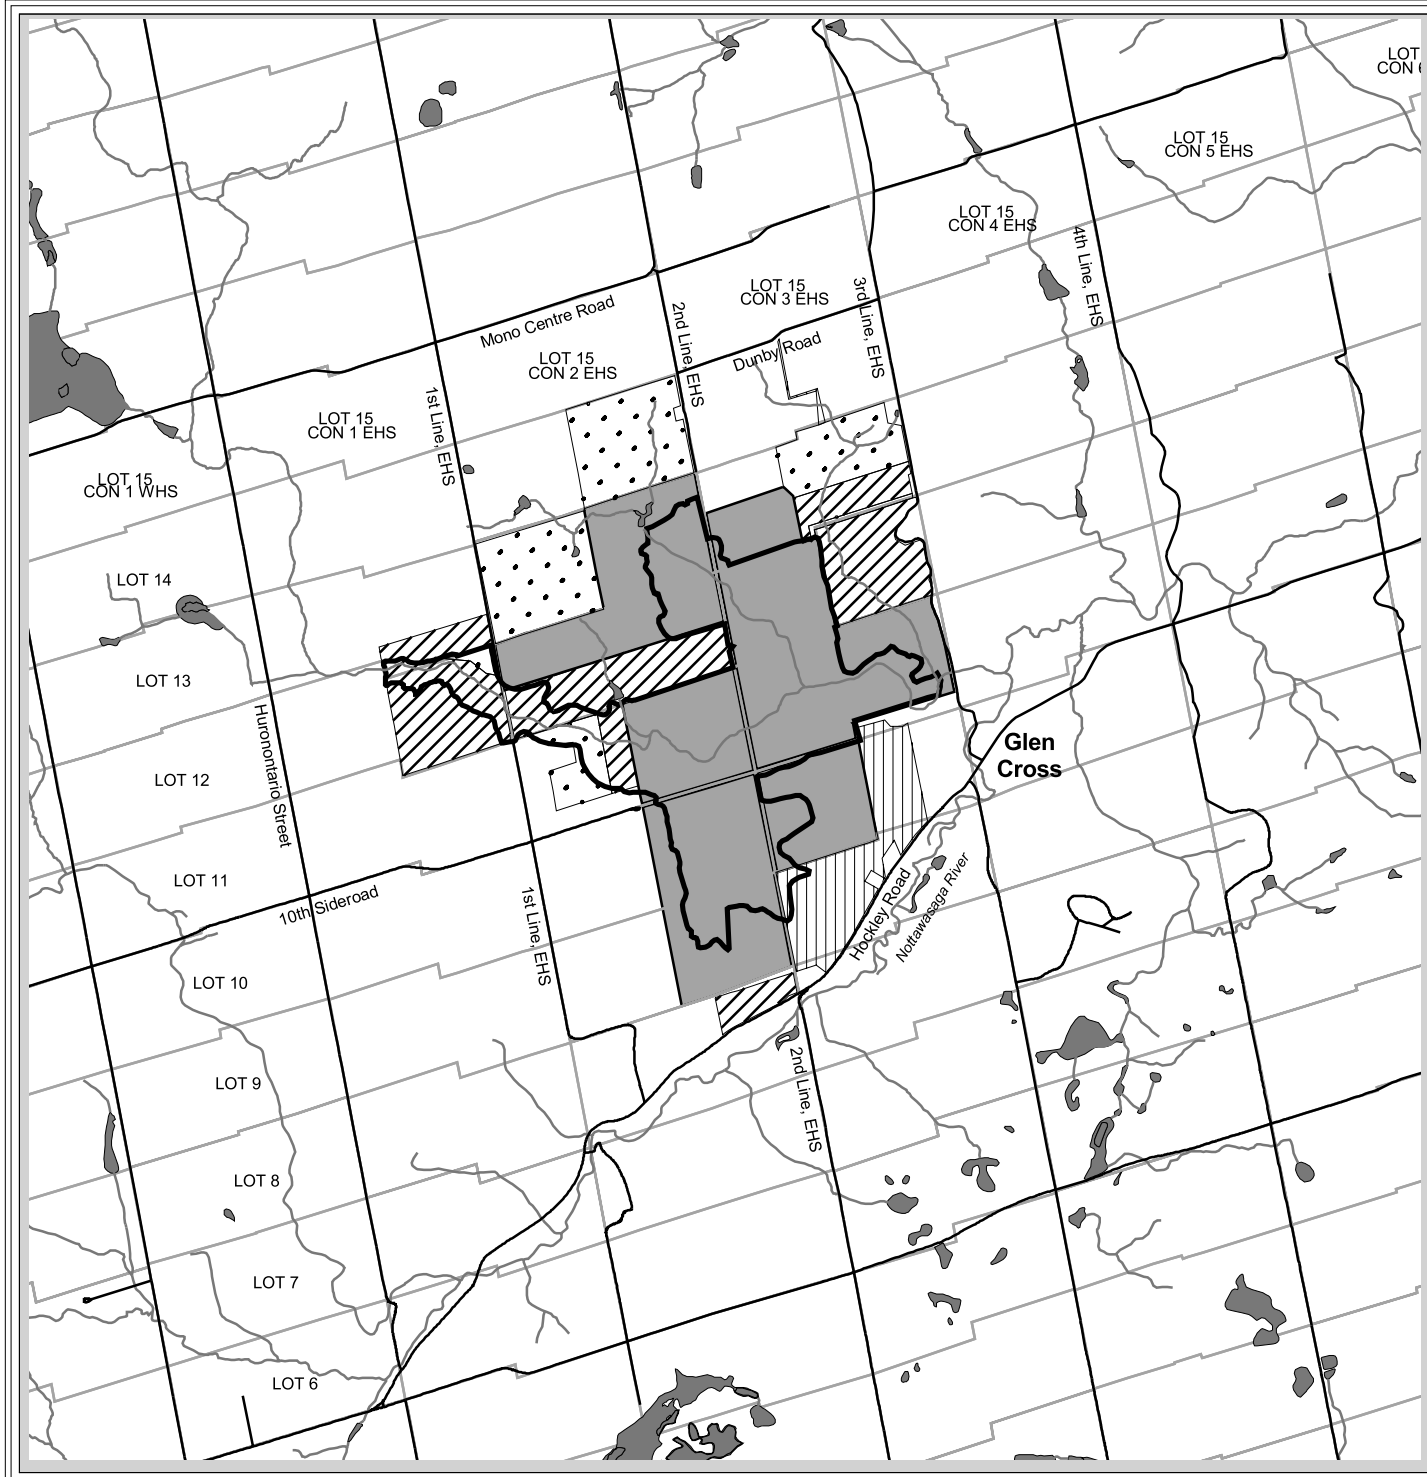 LOT
CON 6
LOT 15
CON 5 EHS
LOT 15
CON 4 EHS
4th Line, EHS
LOT 15
CON 3 EHS
3rd Line, EHS
Mono Centre Road
2nd Line, EHS
Dunby Road
LOT 15
CON 2 EHS
1st Line, EHS
LOT 15
CON 1 EHS
LOT 15
CON 1 WHS
LOT 14
LOT 13
Huronontario Street
Glen
Cross
LOT 12
LOT 11
10th Sideroad
1st Line, EHS
Hockley Road
Nottawasaga River
LOT 10
2nd Line, EHS
LOT 9
LOT 8
LOT 7
LOT 6